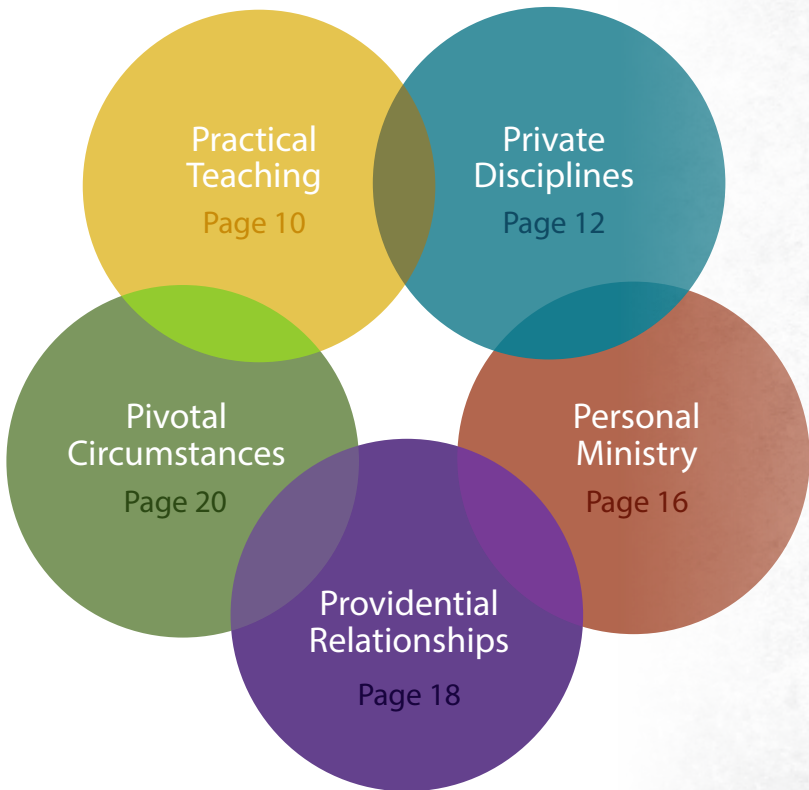 Practical
Teaching
Page 10
Private
Disciplines
Page 12
Pivotal
Circumstances
Page 20
Personal
Ministry
Page 16
Providential
Relationships
Page 18